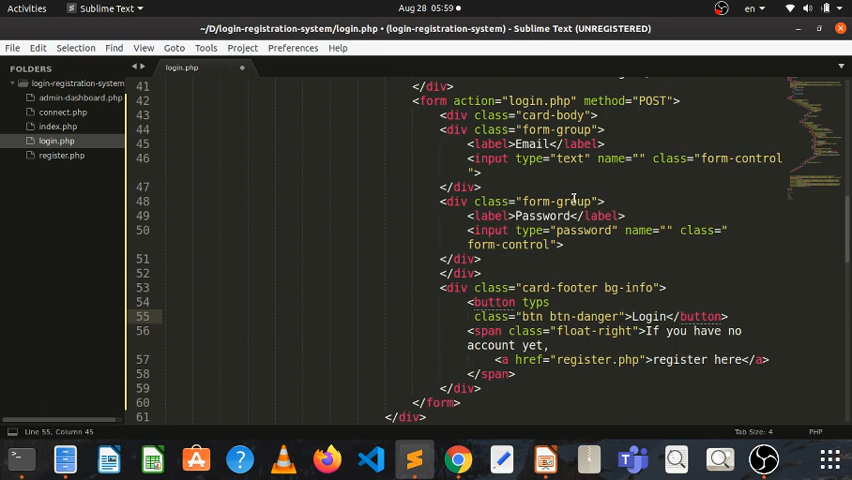 Activities
Sublime Text
Aug 28 05:59
en
~/D/login-registration-system/login.php • (login-registration-system) - Sublime Text (UNREGISTERED)
File Edit Selection Find View Goto Tools Project Preferences Help
FOLDERS
login-registration-system
admin-dashboard.php
connect.php
index.php
login.php
register.php
login.php
41 </div>
42 <form action="login.php" method="POST">
43 <div class="card-body">
44 <div class="form-group">
45 <label>Email</label>
46 <input type="text" name="" class="form-control
">
47 </div>
48 <div class="form-group">
49 <label>Password</label>
50 <input type="password" name="" class="
form-control">
51 </div>
52 </div>
53 <div class="card-footer bg-info">
54 <button typs
55 class="btn btn-danger">Login</button>
56 <span class="float-right">If you have no
account yet,
57 <a href="register.php">register here</a>
58 </span>
59 </div>
60 </form>
61 </div>
Line 55, Column 45
Tab Size: 4
PHP